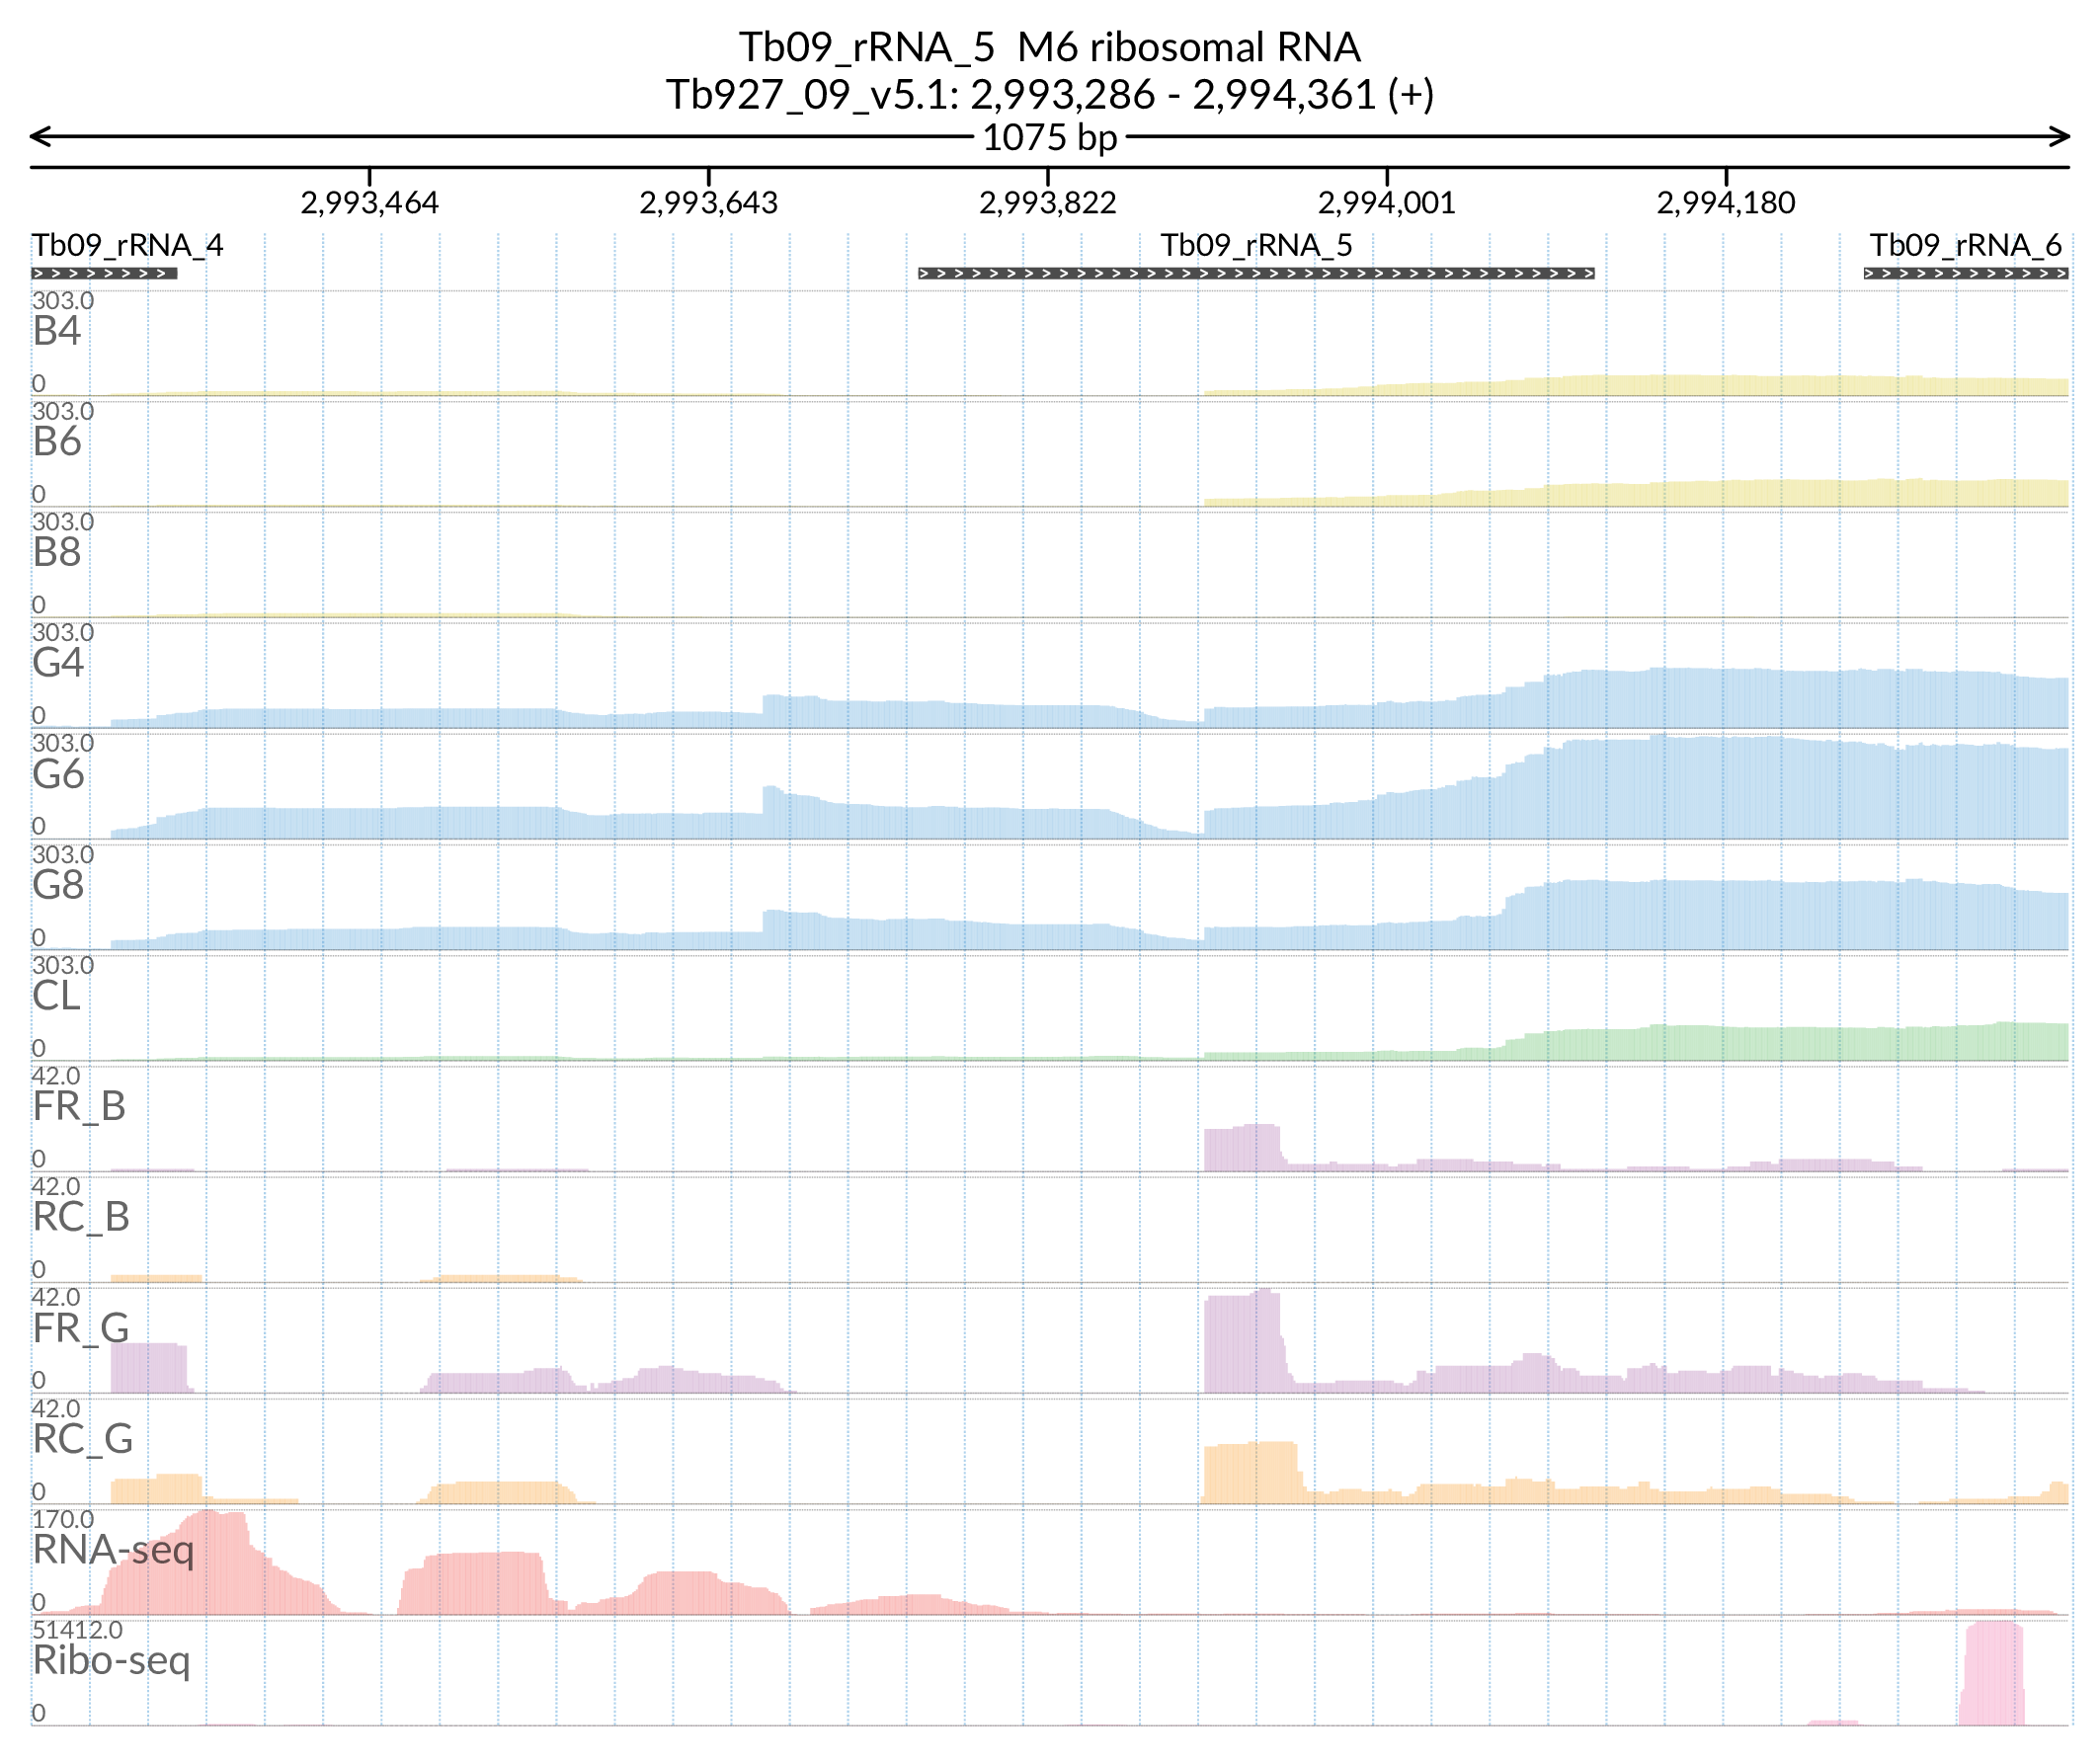 Tb09_rRNA_5 M6 ribosomal RNA
Tb927_09_v5.1: 2,993,286 - 2,994,361 (+)
1075 bp
2,993,464 2,993,643 2,993,822 2,994,001 2,994,180
Tb09_rRNA_4 Tb09_rRNA_5 Tb09_rRNA_6
303.0
B4
0
303.0
B6
0
303.0
B8
0
303.0
G4
0
303.0
G6
0
303.0
G8
0
303.0
CL
0
42.0
FR_B
0
42.0
RC_B
0
42.0
FR_G
0
42.0
RC_G
0
170.0
RNA-seq
0
51412.0
Ribo-seq
0